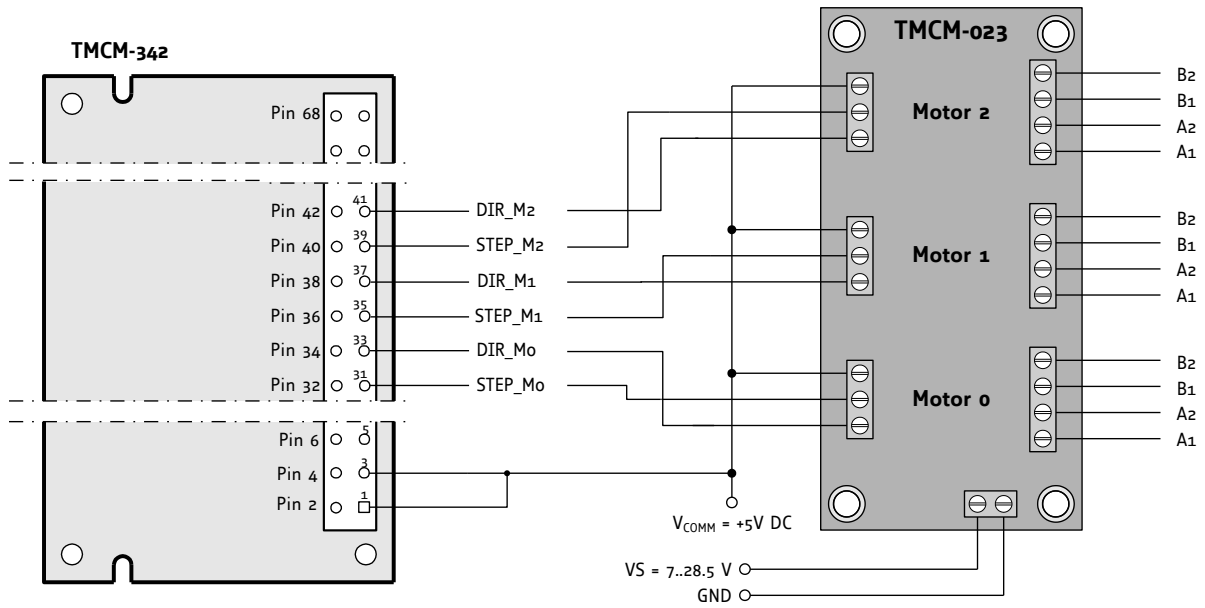 TMCM-342
Pin 68
Pin 42
41
DIR_M2
Pin 40
39
STEP_M2
Pin 38
37
DIR_M1
Pin 36
35
STEP_M1
Pin 34
33
DIR_M0
Pin 32
31
STEP_M0
Pin 6
5
Pin 4
3
Pin 2
1
VCOMM = +5V DC
VS = 7..28.5 V
GND
TMCM-023
Motor 2
B2
B1
A2
A1
Motor 1
B2
B1
A2
A1
Motor 0
B2
B1
A2
A1